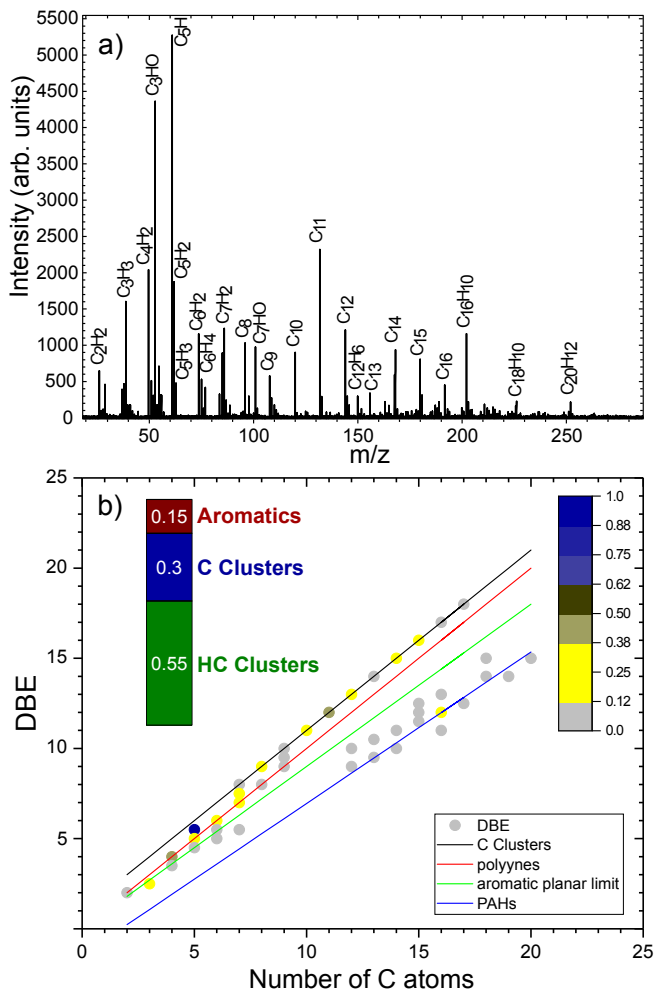 a)
Intensity (arb. units)
5500
5000
4500
4000
3500
3000
2500
2000
1500
1000
500
0
C2H2
C3H3
C4H2
C3HO
C5H
C5H2
C5H3
C6H2
C6H4
C7H2
C8
C7HO
C9
C10
C11
C12
C12H6
C13
C14
C15
C16
C16H10
C18H10
C20H12
50 100 150 200 250
m/z
b)
DBE
25
20
15
10
5
0.15 Aromatics
0.3 C Clusters
0.55 HC Clusters
1.0
0.88
0.75
0.62
0.50
0.38
0.25
0.12
0.0
DBE
C Clusters
polyynes
aromatic planar limit
PAHs
0 5 10 15 20 25
Number of C atoms